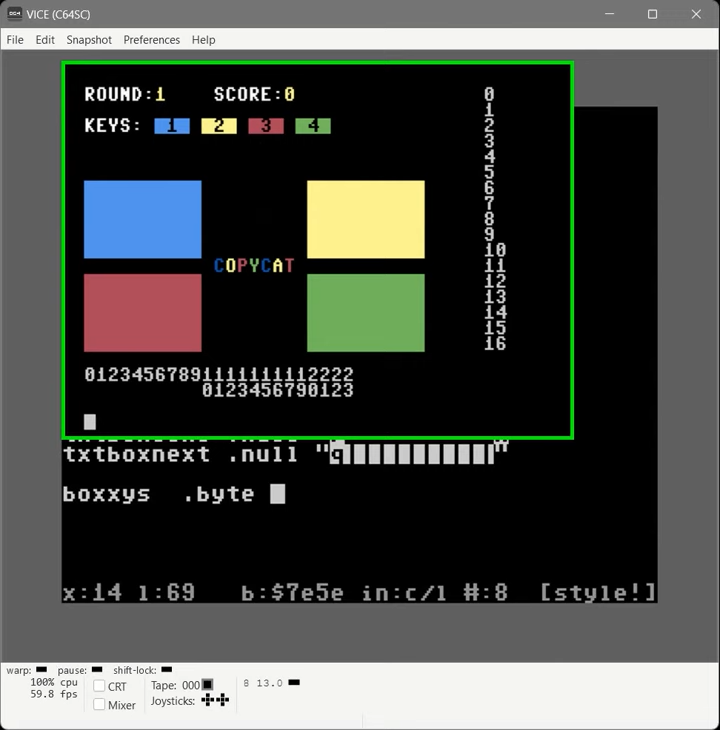 VICE (C64SC)
File Edit Snapshot Preferences Help
ROUND:1 SCORE:0
KEYS: 1 2 3 4
0
1
2
3
4
5
6
7
8
9
10
11
12
13
14
15
16
COPYCAT
012345678911111111112222
0123456790123
txtboxnext .null "q
boxxys .byte
x:14 l:69 b:$7e5e in:c/l #:8 [style!]
warp: pause: shift-lock:
100% cpu
59.8 fps
CRT
Mixer
Tape: 000
Joysticks:
8 13.0